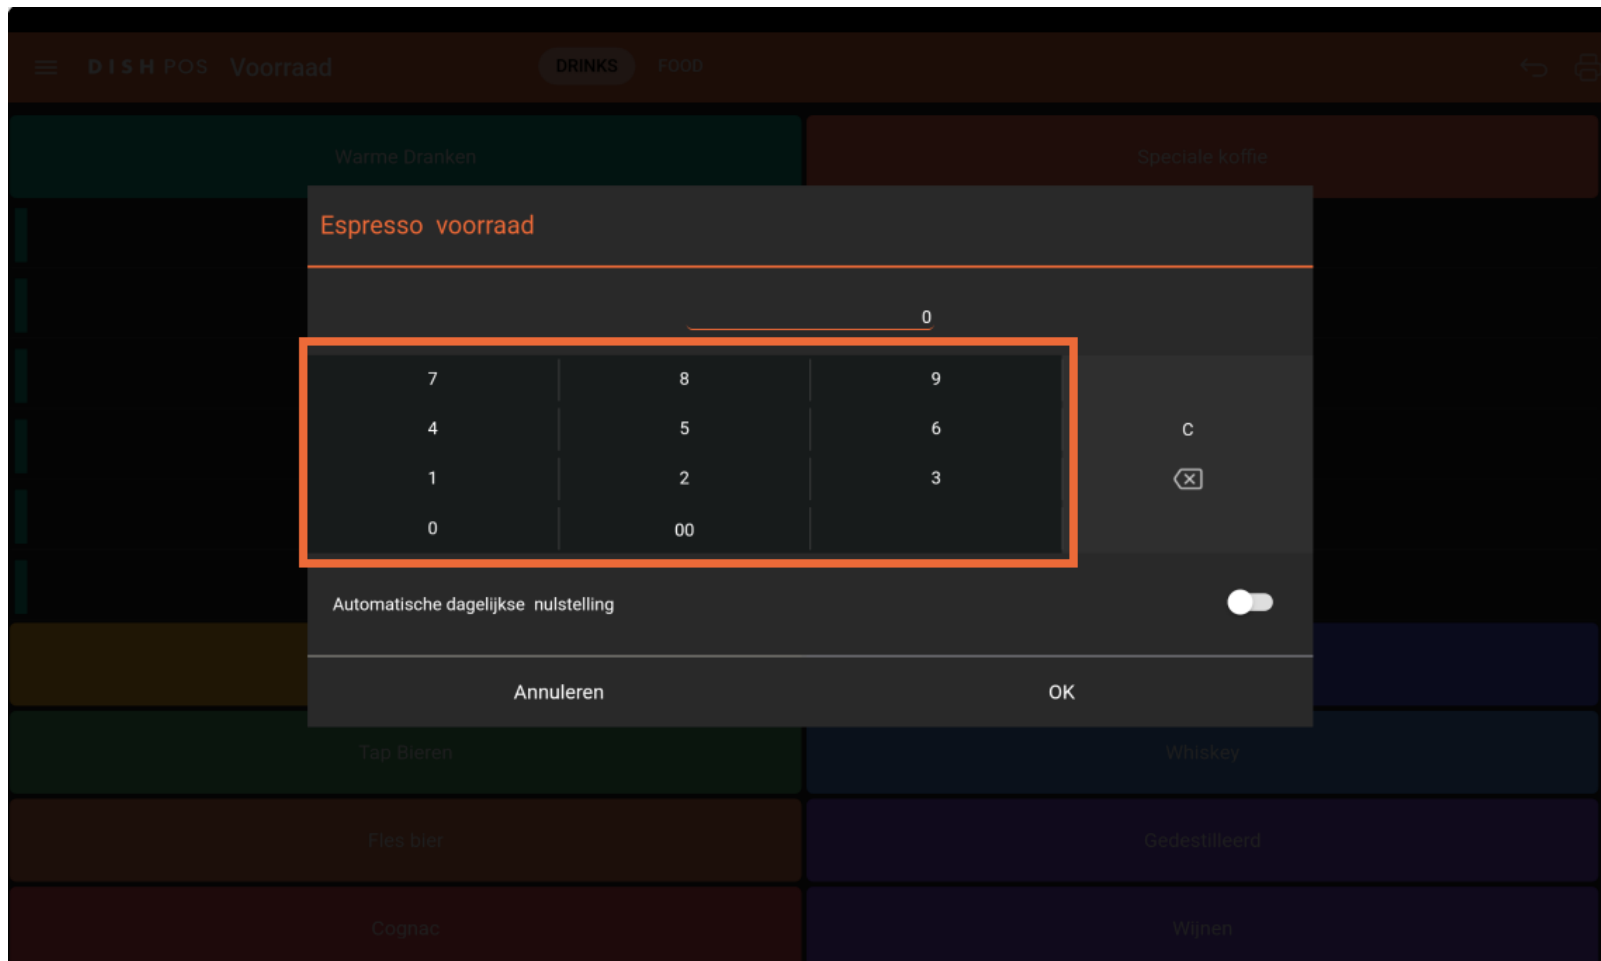 DISH POS Voorraad DRINKS FOOD
Warme Dranken Speciale koffie
Espresso voorraad
0
7 8 9
4 5 6 C
1 2 3
0 00
Automatische dagelijkse nulstelling
Annuleren OK
Tap Bieren Whiskey
Fles bier Gedestilleerd
Cognac Wijnen